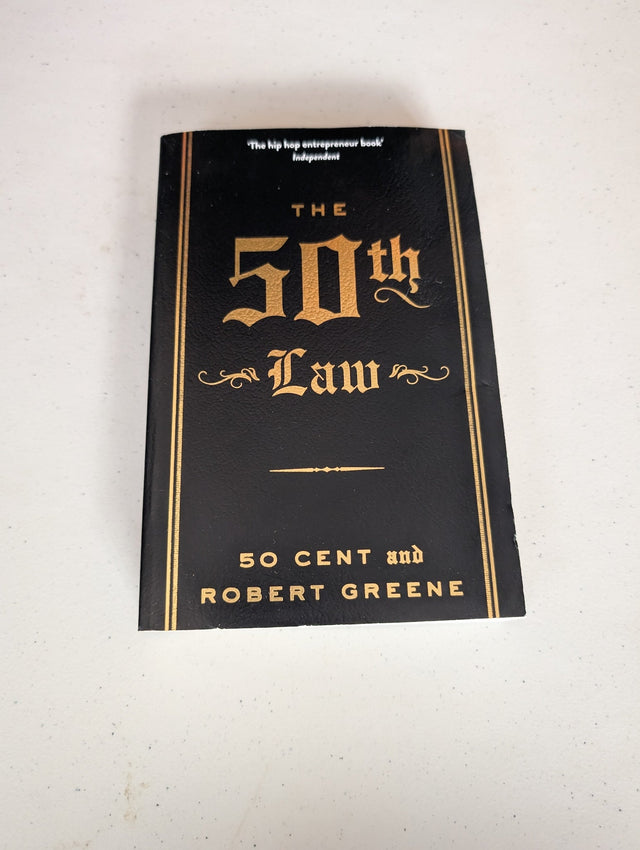 'The hip hop entrepreneur book'
Independent
THE
50th
Law
50 CENT and
ROBERT GREENE